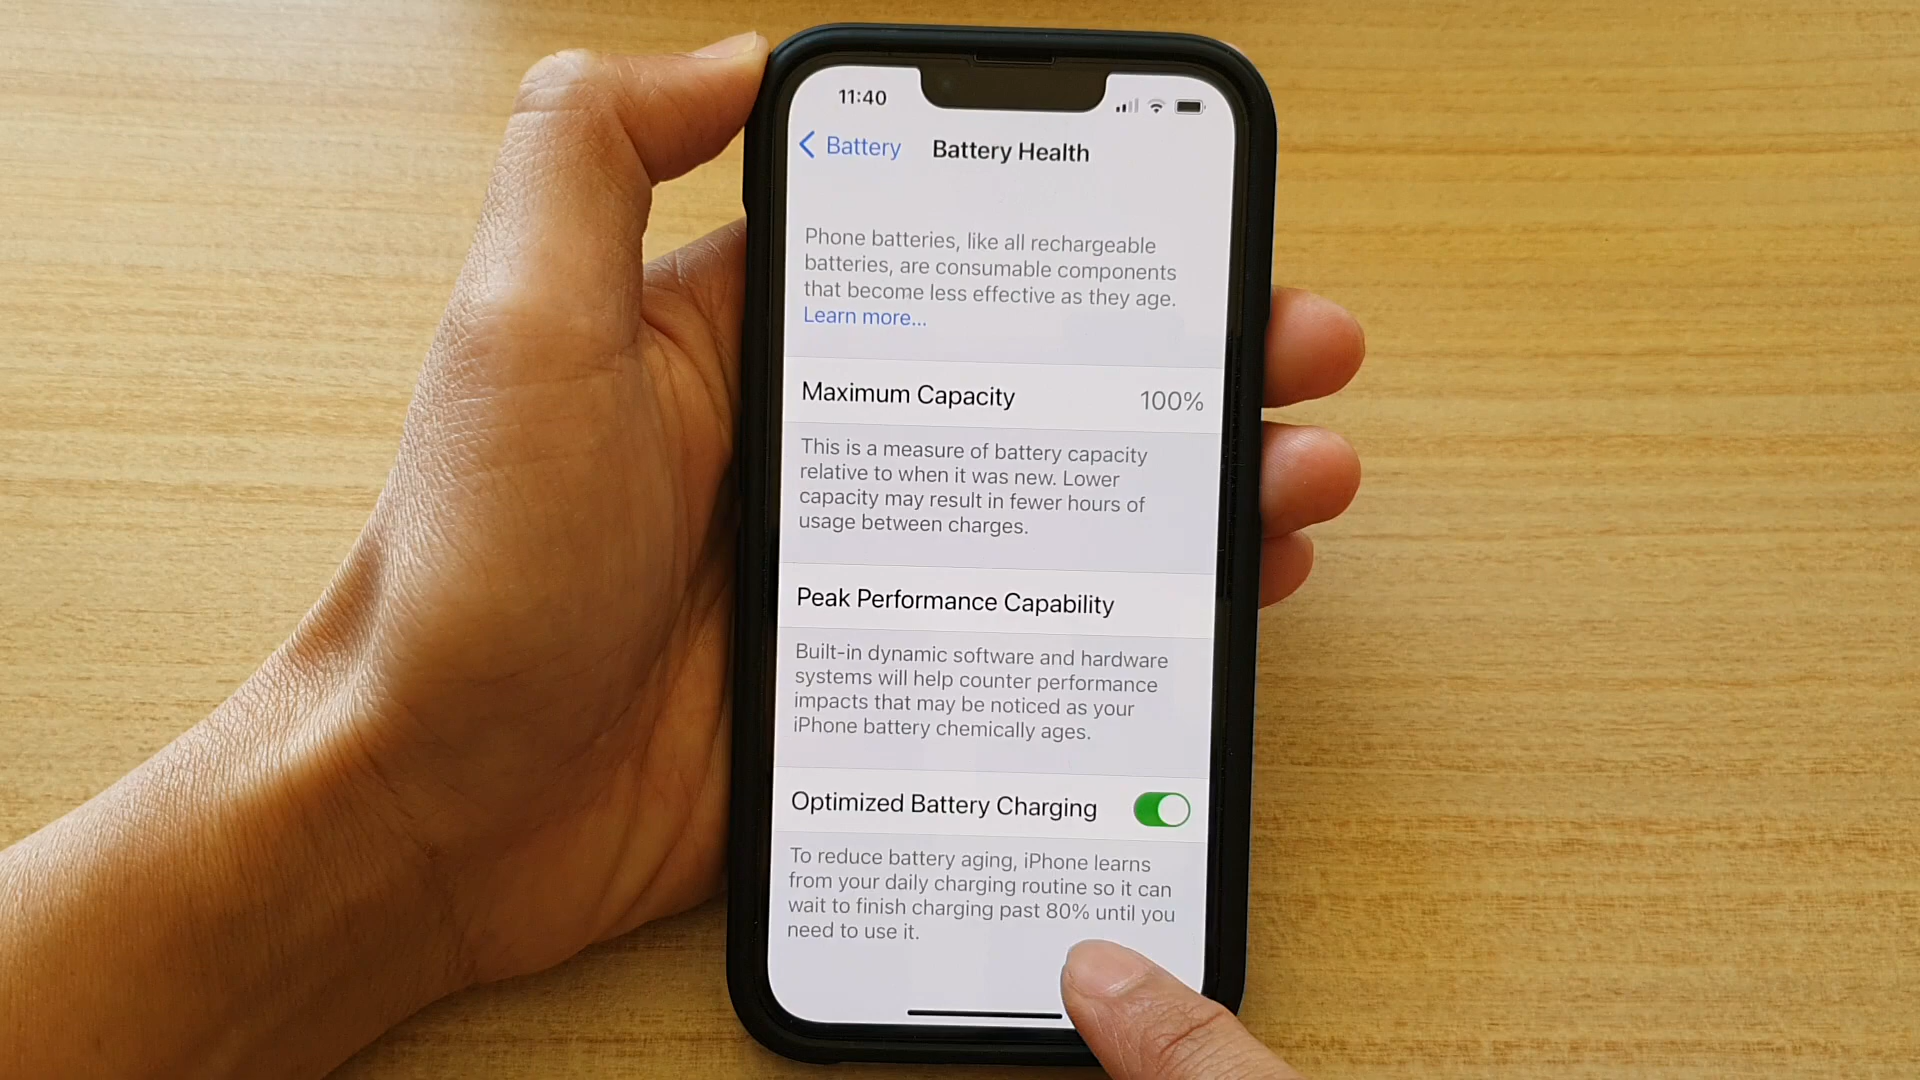 11:40
Battery
Battery Health
Phone batteries, like all rechargeable
batteries, are consumable components
that become less effective as they age.
Learn more...
Maximum Capacity
100%
This is a measure of battery capacity
relative to when it was new. Lower
capacity may result in fewer hours of
usage between charges.
Peak Performance Capability
Built-in dynamic software and hardware
systems will help counter performance
impacts that may be noticed as your
iPhone battery chemically ages.
Optimized Battery Charging
To reduce battery aging, iPhone learns
from your daily charging routine so it can
wait to finish charging past 80% until you
need to use it.